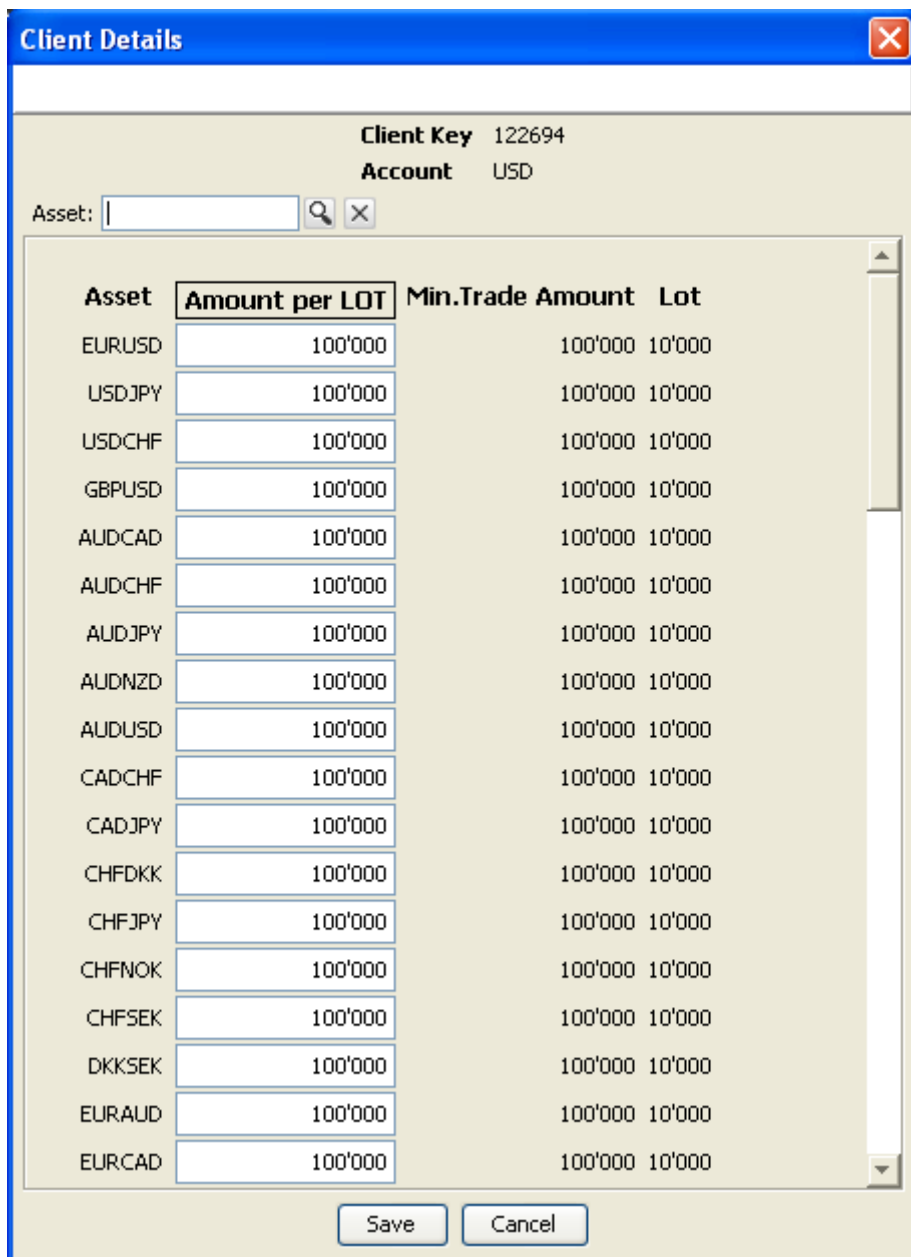 Client Details
Client Key 122694
Account USD
Asset:
Asset Amount per LOT Min.Trade Amount Lot
EURUSD 100'000 100'000 10'000
USDJPY 100'000 100'000 10'000
USDCHF 100'000 100'000 10'000
GBPUSD 100'000 100'000 10'000
AUDCAD 100'000 100'000 10'000
AUDCHF 100'000 100'000 10'000
AUDJPY 100'000 100'000 10'000
AUDNZD 100'000 100'000 10'000
AUDUSD 100'000 100'000 10'000
CADCHF 100'000 100'000 10'000
CADJPY 100'000 100'000 10'000
CHFDKK 100'000 100'000 10'000
CHFJPY 100'000 100'000 10'000
CHFNOK 100'000 100'000 10'000
CHFSEK 100'000 100'000 10'000
DKKSEK 100'000 100'000 10'000
EURAUD 100'000 100'000 10'000
EURCAD 100'000 100'000 10'000
Save Cancel